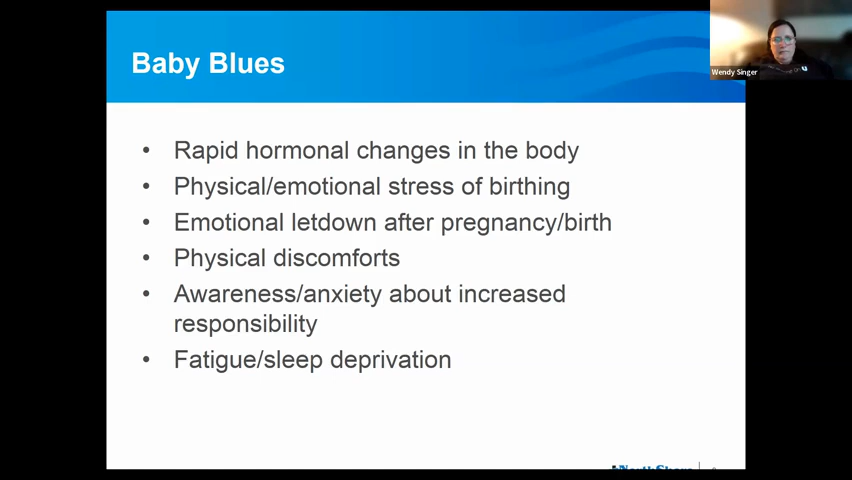 Baby Blues
Wendy Singer
• Rapid hormonal changes in the body
• Physical/emotional stress of birthing
• Emotional letdown after pregnancy/birth
• Physical discomforts
• Awareness/anxiety about increased
responsibility
• Fatigue/sleep deprivation